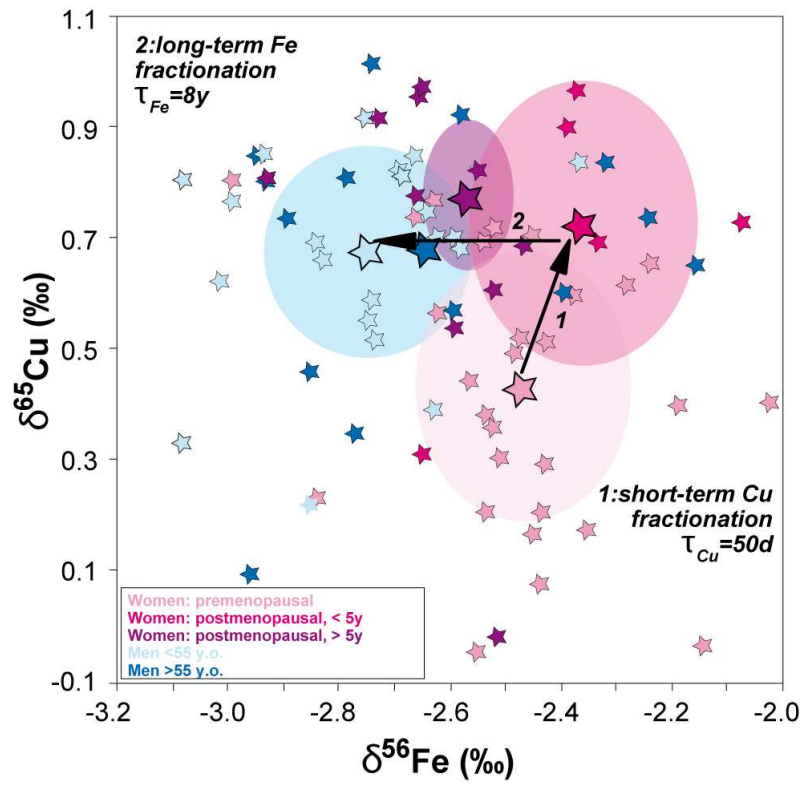 2:long-term Fe
fractionation
τFe=8y
1.1
0.9
0.7
0.5
0.3
0.1
-0.1
δ65Cu (‰)
2
1
1:short-term Cu
fractionation
τCu=50d
Women: premenopausal
Women: postmenopausal, < 5y
Women: postmenopausal, > 5y
Men <55 y.o.
Men >55 y.o.
-3.2 -3.0 -2.8 -2.6 -2.4 -2.2 -2.0
δ56Fe (‰)